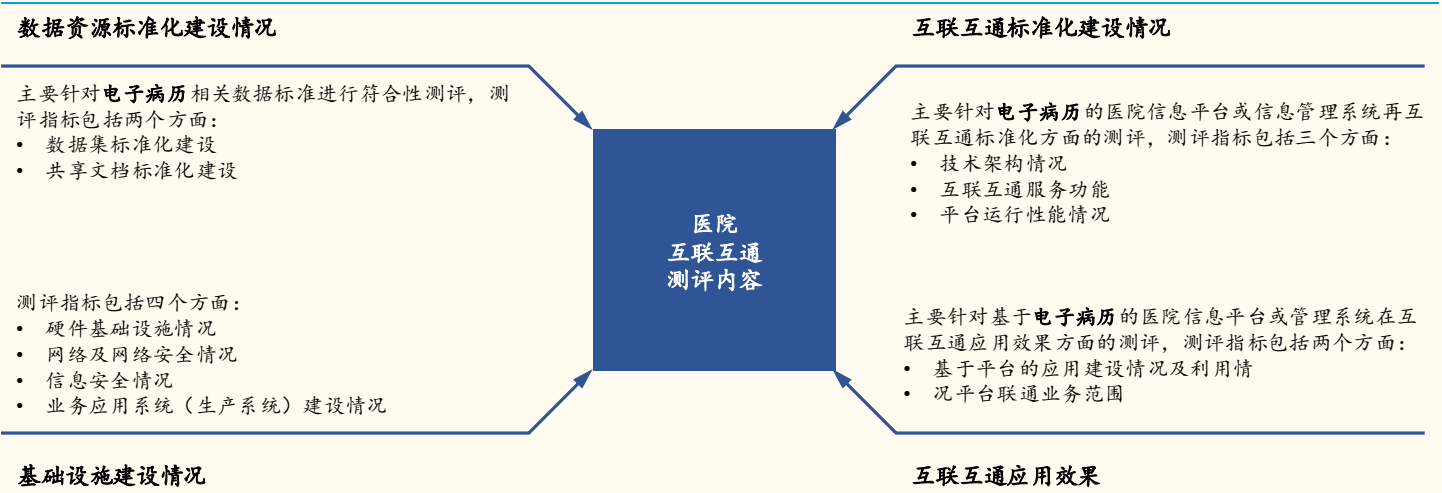 数据资源标准化建设情况
主要针对电子病历相关数据标准进行符合性测评，测
评指标包括两个方面：
• 数据集标准化建设
• 共享文档标准化建设
互联互通标准化建设情况
主要针对电子病历的医院信息平台或信息管理系统再互
联互通标准化方面的测评，测评指标包括三个方面：
• 技术架构情况
• 互联互通服务功能
• 平台运行性能情况
医院
互联互通
测评内容
测评指标包括四个方面：
• 硬件基础设施情况
• 网络及网络安全情况
• 信息安全情况
• 业务应用系统（生产系统）建设情况
基础设施建设情况
主要针对基于电子病历的医院信息平台或管理系统在互
联互通应用效果方面的测评，测评指标包括两个方面：
• 基于平台的应用建设情况及利用情
• 况平台联通业务范围
互联互通应用效果